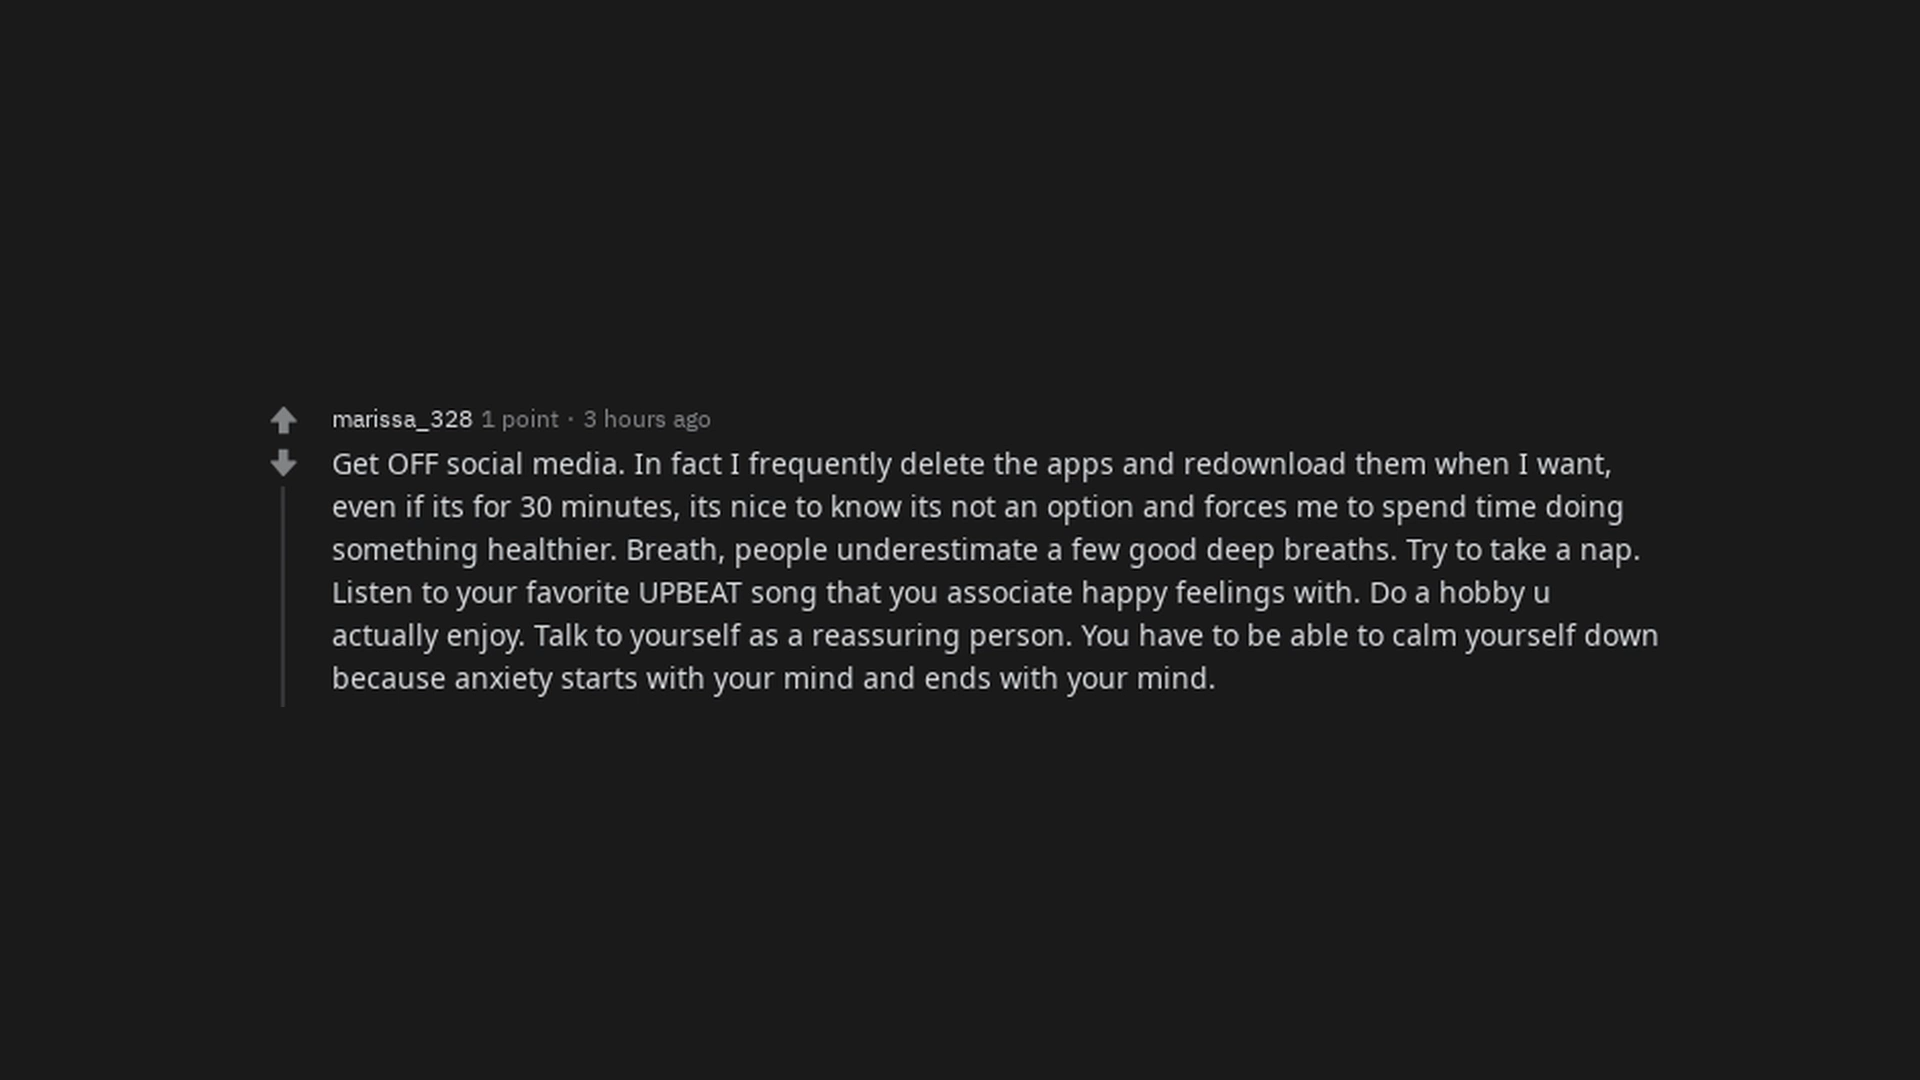 marissa_328 1 point · 3 hours ago
Get OFF social media. In fact I frequently delete the apps and redownload them when I want,
even if its for 30 minutes, its nice to know its not an option and forces me to spend time doing
something healthier. Breath, people underestimate a few good deep breaths. Try to take a nap.
Listen to your favorite UPBEAT song that you associate happy feelings with. Do a hobby u
actually enjoy. Talk to yourself as a reassuring person. You have to be able to calm yourself down
because anxiety starts with your mind and ends with your mind.